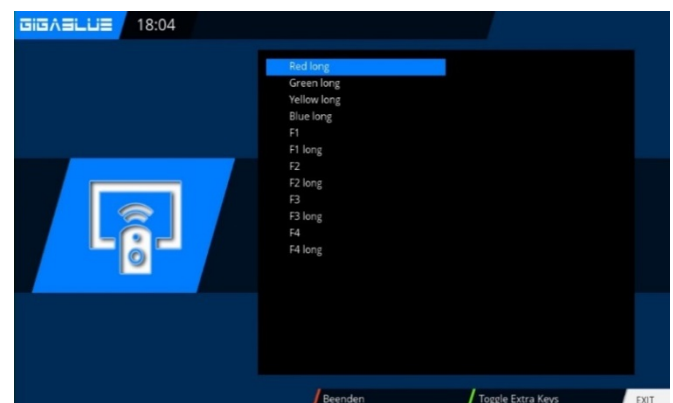 GIGABLUE 18:04
Red long
Green long
Yellow long
Blue long
F1
F1 long
F2
F2 long
F3
F3 long
F4
F4 long
Beenden Toggle Extra Keys EXIT